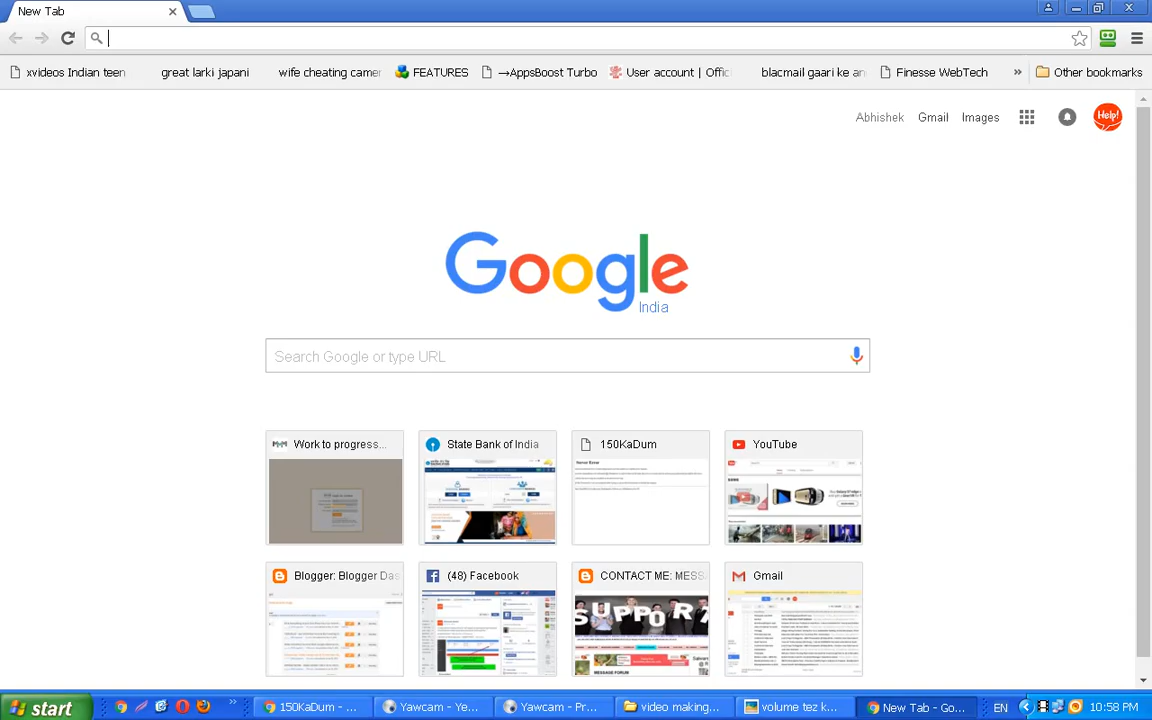 New Tab
xvideos Indian teen great larki japani wife cheating camer FEATURES →AppsBoost Turbo User account | Offic blacmail gaari ke an Finesse WebTech » Other bookmarks
Abhishek Gmail Images Help!
Google
India
Search Google or type URL
Work to progress... State Bank of India 150KaDum YouTube
Blogger: Blogger Das (48) Facebook CONTACT ME: MESS Gmail
SUPPORT
MESSAGE FORUM
start 150KaDum - ... Yawcam - Ye... Yawcam - Pr... video making... volume tez k... New Tab - Go... EN 10:58 PM